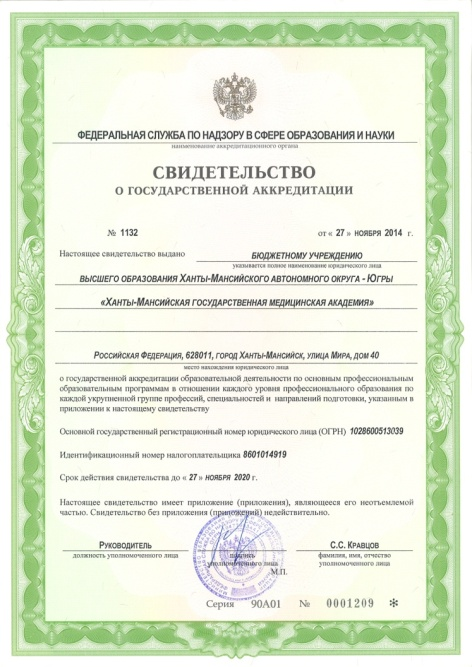 ФЕДЕРАЛЬНАЯ СЛУЖБА ПО НАДЗОРУ В СФЕРЕ ОБРАЗОВАНИЯ И НАУКИ
наименование аккредитационного органа
СВИДЕТЕЛЬСТВО
О ГОСУДАРСТВЕННОЙ АККРЕДИТАЦИИ
№ 1132 от « 27 » НОЯБРЯ 2014 г.
Настоящее свидетельство выдано БЮДЖЕТНОМУ УЧРЕЖДЕНИЮ
указывается полное наименование юридического лица
ВЫСШЕГО ОБРАЗОВАНИЯ ХАНТЫ-МАНСИЙСКОГО АВТОНОМНОГО ОКРУГА - ЮГРЫ
«ХАНТЫ-МАНСИЙСКАЯ ГОСУДАРСТВЕННАЯ МЕДИЦИНСКАЯ АКАДЕМИЯ»
РОССИЙСКАЯ ФЕДЕРАЦИЯ, 628011, ГОРОД ХАНТЫ-МАНСИЙСК, УЛИЦА МИРА, ДОМ 40
место нахождения юридического лица
о государственной аккредитации образовательной деятельности по основным профессиональным
образовательным программам в отношении каждого уровня профессионального образования по
каждой укрупненной группе профессий, специальностей и направлений подготовки, указанным в
приложении к настоящему свидетельству
Основной государственный регистрационный номер юридического лица (ОГРН) 1028600513039
Идентификационный номер налогоплательщика 8601014919
Срок действия свидетельства до « 27 » НОЯБРЯ 2020 г.
Настоящее свидетельство имеет приложение (приложения), являющееся его неотъемлемой
частью. Свидетельство без приложения (приложений) недействительно.
РУКОВОДИТЕЛЬ С.С. КРАВЦОВ
должность уполномоченного лица подпись уполномоченного лица фамилия, имя, отчество уполномоченного лица
М.П.
Серия 90А01 № 0001209 *